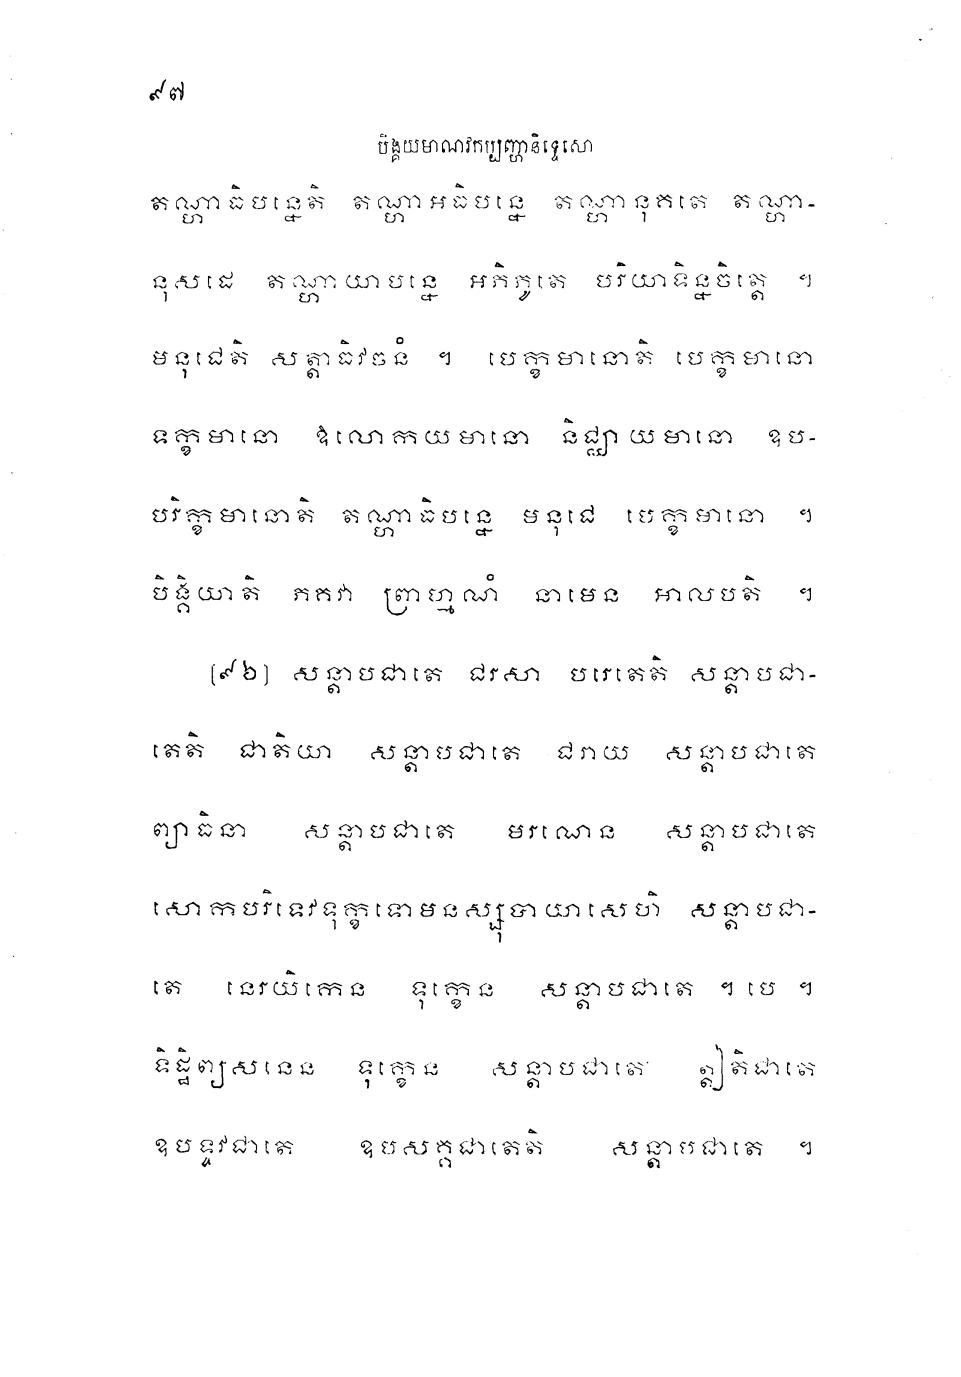 ៩៧
បិង្គយមាណវកប្បញ្ហានិទ្ទេសោ
តណ្ហាធិបន្នេតិ តណ្ហាអធិបន្នេ តណ្ហានុគតេ តណ្ហា-
នុសដេ តណ្ហាយាបន្នេ អភិភូតេ បរិយាទិន្នចិត្តេ ។
មនុជេតិ សត្តាធិវចនំ ។ បេក្ខមានោតិ បេក្ខមានោ
ទក្ខមានោ ឱលោកយមានោ និជ្ឈាយមានោ ឧប-
បរិក្ខមានោតិ តណ្ហាធិបន្នេ មនុជេ បេក្ខមានោ ។
បិង្គិយាតិ ភគវា ព្រាហ្មណំ នាមេន អាលបតិ ។
(៩៦) សន្តាបជាតេ ជរសា បរេតេតិ សន្តាបជា-
តេតិ ជាតិយា សន្តាបជាតេ ជរាយ សន្តាបជាតេ
ព្យាធិនា សន្តាបជាតេ មរណេន សន្តាបជាតេ
សោកបរិទេវទុក្ខទោមនស្សុបាយាសេហិ សន្តាបជា-
តេ នេរយិកេន ទុក្ខេន សន្តាបជាតេ ។ បេ ។
ទិដ្ឋិព្យសនេន ទុក្ខេន សន្តាបជាតេ ឦតិជាតេ
ឧបទ្ទវជាតេ ឧបសគ្គជាតេតិ សន្តាបជាតេ ។